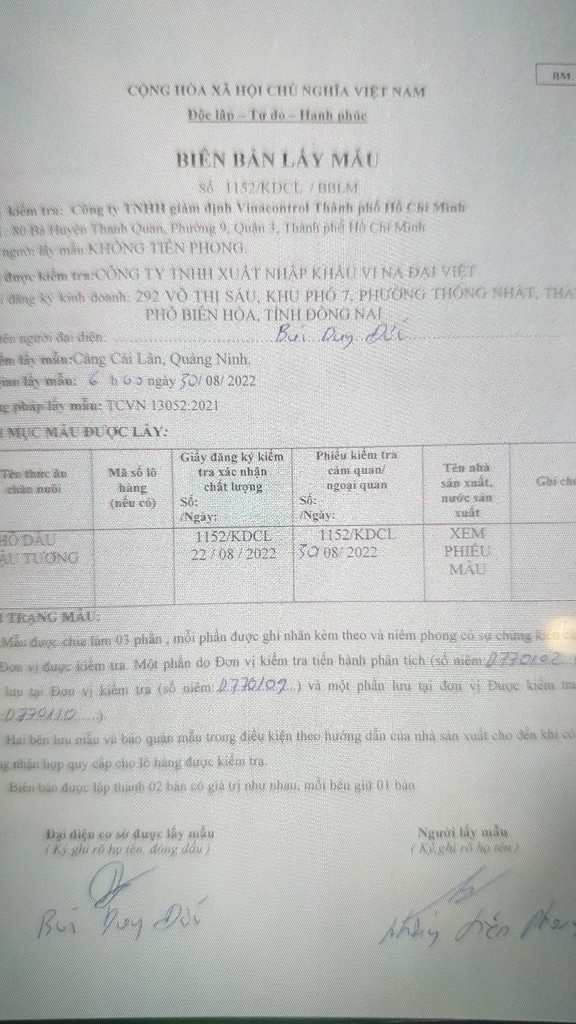 BM.
CỘNG HÒA XÃ HỘI CHỦ NGHĨA VIỆT NAM
Độc lập – Tự do – Hạnh phúc
BIÊN BẢN LẤY MẪU
Số 1152/KDCL / BBLM
kiểm tra: Công ty TNHH giám định Vinacontrol Thành phố Hồ Chí Minh
: 80 Bà Huyện Thanh Quan, Phường 9, Quận 3, Thành phố Hồ Chí Minh
người lấy mẫu:KHỔNG TIẾN PHONG.
được kiểm tra:CÔNG TY TNHH XUẤT NHẬP KHẨU VI NA ĐẠI VIỆT
đăng ký kinh doanh: 292 VÕ THỊ SÁU, KHU PHỐ 7, PHƯỜNG THỐNG NHẤT, THÀ
PHỐ BIÊN HÒA, TỈNH ĐỒNG NAI
tên người đại diện: Bùi Duy Đức
ểm lấy mẫu:Cảng Cái Lân, Quảng Ninh.
gian lấy mẫu: 6 h 00 ngày 30/ 08/ 2022
g pháp lấy mẫu: TCVN 13052:2021
MỤC MẪU ĐƯỢC LẤY:
Tên thức ăn chăn nuôi
Mã số lô hàng (nếu có)
Giấy đăng ký kiểm tra xác nhận chất lượng
Số:
/Ngày:
Phiếu kiểm tra cảm quan/ ngoại quan
Số:
/Ngày:
Tên nhà sản xuất, nước sản xuất
Ghi ch
HÔ DẦU
ẬU TƯƠNG
1152/KDCL
22 / 08 / 2022
1152/KDCL
30 08/ 2022
XEM
PHIẾU
MẪU
TRẠNG MẪU:
Mẫu được chia làm 03 phần , mỗi phần được ghi nhãn kèm theo và niêm phong có sự chứng kiến củ
Đơn vị được kiểm tra. Một phần do Đơn vị kiểm tra tiến hành phân tích (số niêm
lưu tại Đơn vị kiểm tra (số niêm: D.770109...) và một phần lưu tại đơn vị Được kiểm tra
D770110......).
Hai bên lưu mẫu và bảo quản mẫu trong điều kiện theo hướng dẫn của nhà sản xuất cho đến khi có
g nhận hợp quy cấp cho lô hàng được kiểm tra.
Biên bản được lập thành 02 bản có giá trị như nhau, mỗi bên giữ 01 bản
Đại diện cơ sở được lấy mẫu
( Ký,ghi rõ họ tên, đóng dấu )
Người lấy mẫu
( Ký,ghi rõ họ tên )
Bùi Duy Đức
Khổng Tiến Phon